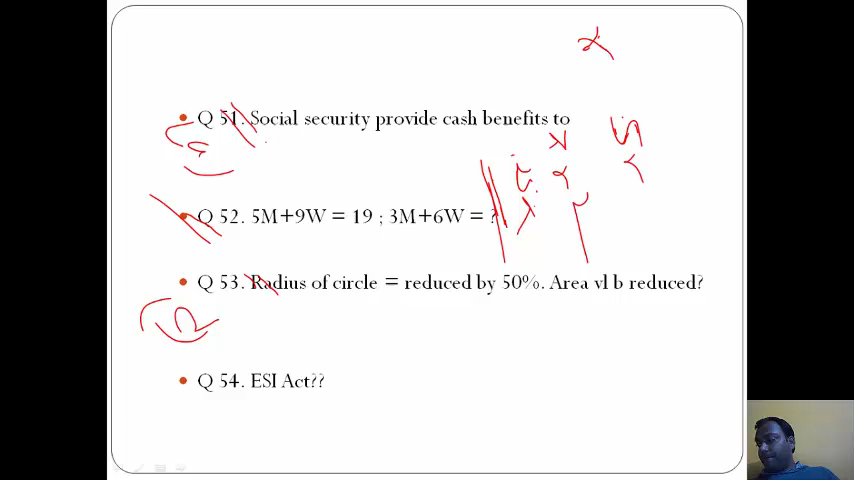 Q 51. Social security provide cash benefits to
Q 52. 5M+9W = 19 ; 3M+6W = ?
Q 53. Radius of circle = reduced by 50%. Area vl b reduced?
Q 54. ESI Act??